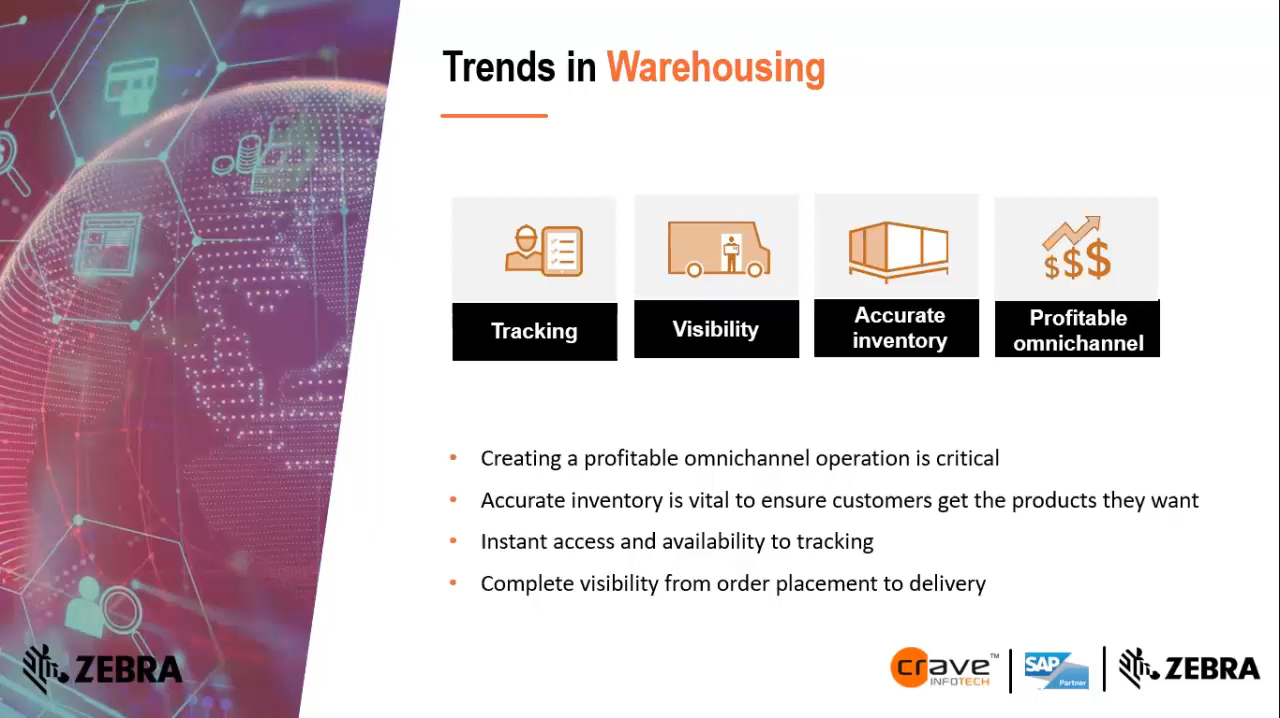 Trends in Warehousing
Tracking
Visibility
Accurate
inventory
Profitable
omnichannel
• Creating a profitable omnichannel operation is critical
• Accurate inventory is vital to ensure customers get the products they want
• Instant access and availability to tracking
• Complete visibility from order placement to delivery
ZEBRA
crave™
INFOTECH
SAP
Partner
ZEBRA